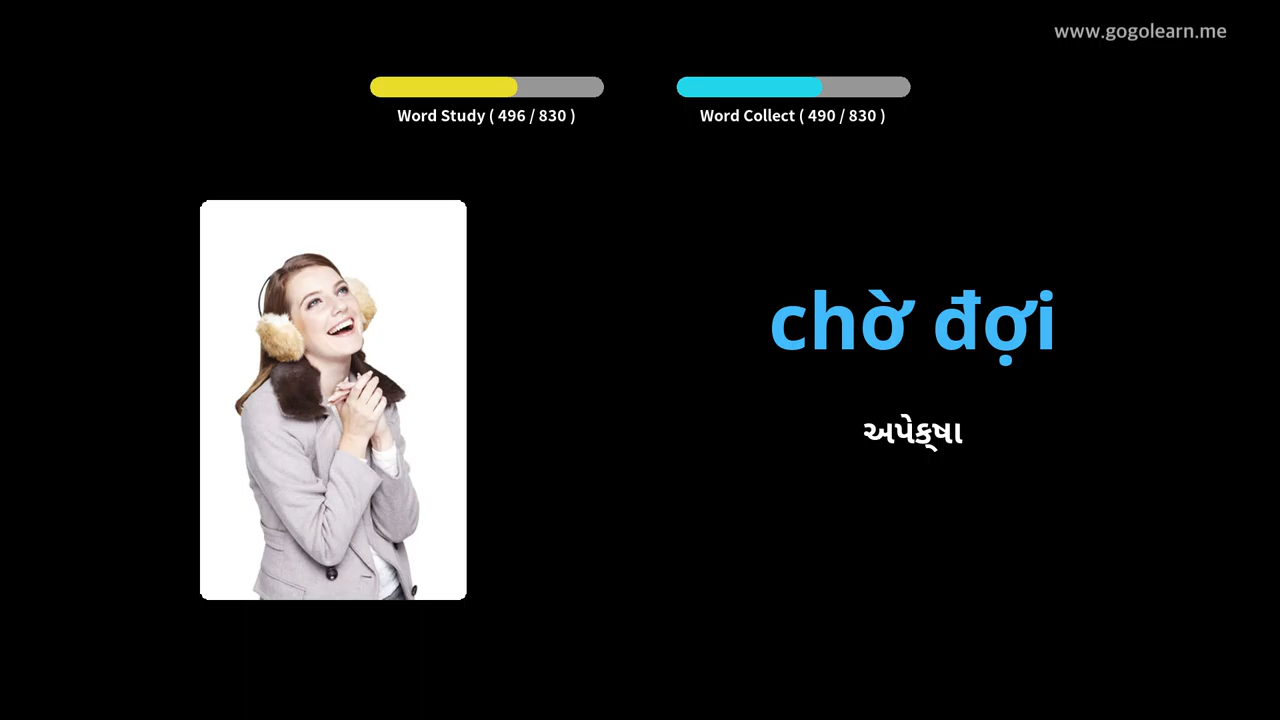 www.gogolearn.me
Word Study ( 496 / 830 )
Word Collect ( 490 / 830 )
chờ đợi
અપેક્ષા